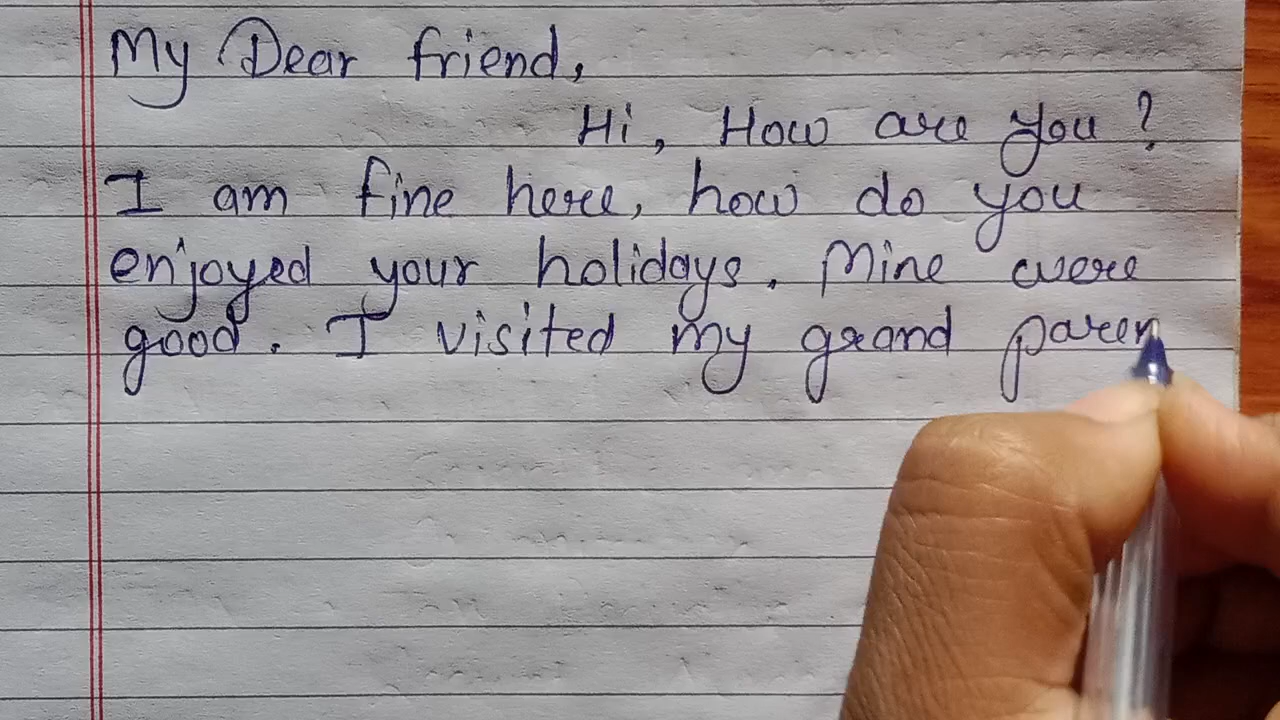 My Dear friend,
Hi, How are you ?
I am fine here, how do you
enjoyed your holidays. Mine were
good. I visited my grand paren